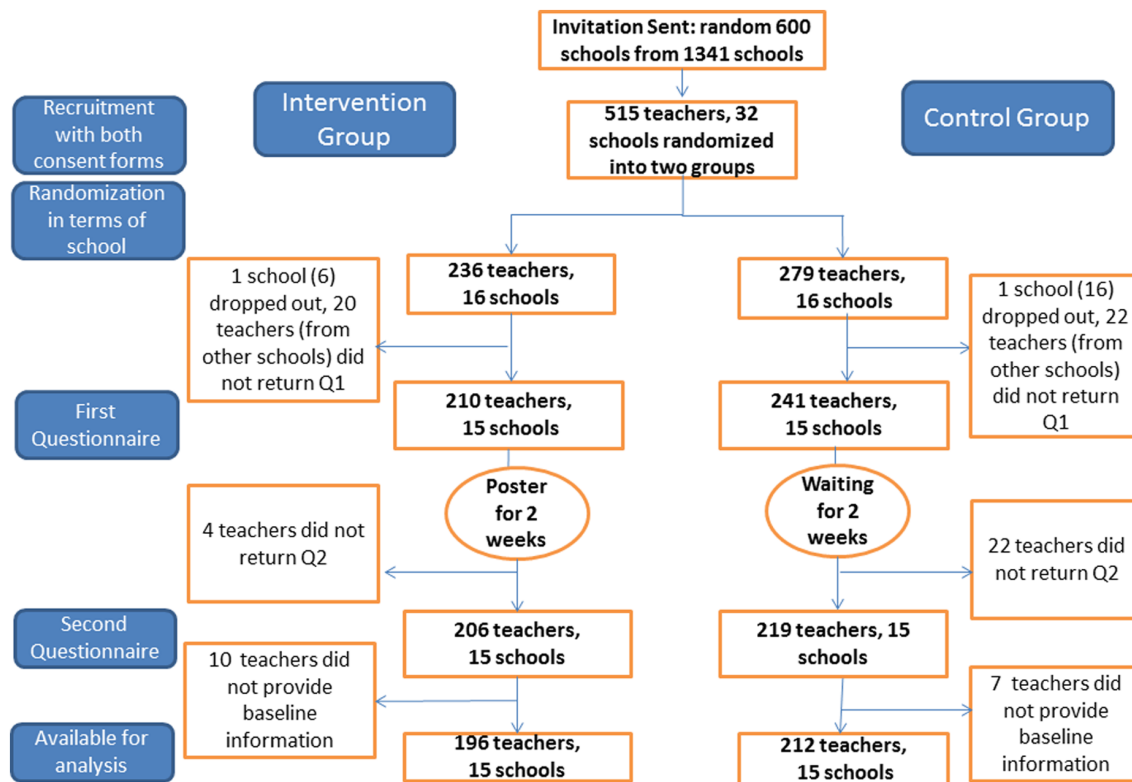 Invitation Sent: random 600
schools from 1341 schools
Recruitment
with both
consent forms
Intervention
Group
515 teachers, 32
schools randomized
into two groups
Control Group
Randomization
in terms of
school
1 school (6)
dropped out, 20
teachers (from
other schools) did
not return Q1
236 teachers,
16 schools
279 teachers,
16 schools
1 school (16)
dropped out, 22
teachers (from
other schools)
did not return
Q1
First
Questionnaire
210 teachers,
15 schools
241 teachers,
15 schools
Poster
for 2
weeks
Waiting
for 2
weeks
4 teachers did not
return Q2
22 teachers did
not return Q2
Second
Questionnaire
206 teachers,
15 schools
219 teachers, 15
schools
10 teachers did
not provide
baseline
information
7 teachers did
not provide
baseline
information
Available for
analysis
196 teachers,
15 schools
212 teachers,
15 schools